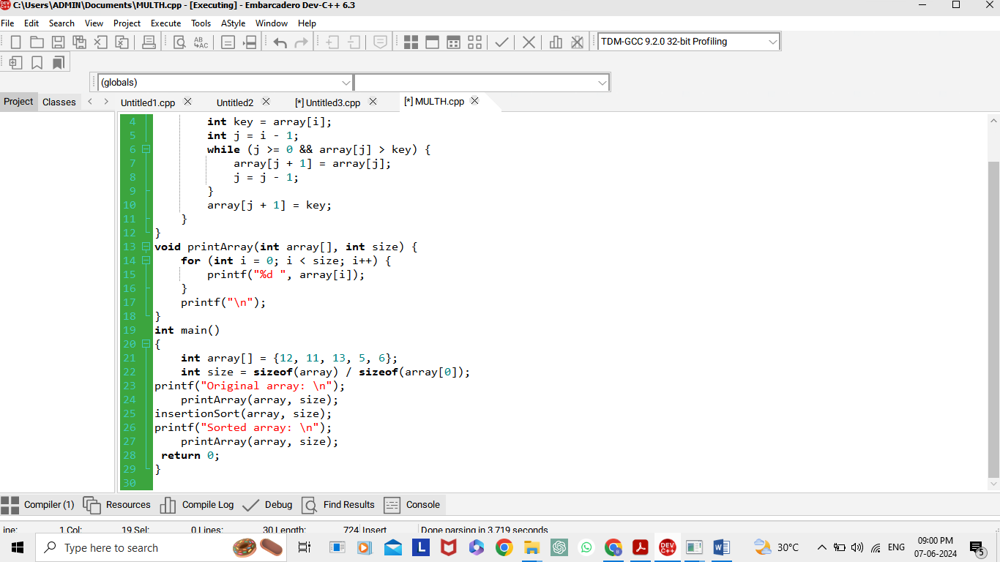 C:\Users\ADMIN\Documents\MULTH.cpp - [Executing] - Embarcadero Dev-C++ 6.3
File Edit Search View Project Execute Tools AStyle Window Help
TDM-GCC 9.2.0 32-bit Profiling
(globals)
Project Classes Untitled1.cpp Untitled2 [*] Untitled3.cpp [*] MULTH.cpp
4 int key = array[i];
5 int j = i - 1;
6 while (j >= 0 && array[j] > key) {
7 array[j + 1] = array[j];
8 j = j - 1;
9 }
10 array[j + 1] = key;
11 }
12 }
13 void printArray(int array[], int size) {
14 for (int i = 0; i < size; i++) {
15 printf("%d ", array[i]);
16 }
17 printf("\n");
18 }
19 int main()
20 {
21 int array[] = {12, 11, 13, 5, 6};
22 int size = sizeof(array) / sizeof(array[0]);
23 printf("Original array: \n");
24 printArray(array, size);
25 insertionSort(array, size);
26 printf("Sorted array: \n");
27 printArray(array, size);
28 return 0;
29 }
30
Compiler (1) Resources Compile Log Debug Find Results Console
ine: 1 Col: 19 Sel: 0 Lines: 30 Length: 724 Insert Done parsing in 3.719 seconds
Type here to search 30°C ENG 09:00 PM
07-06-2024 5